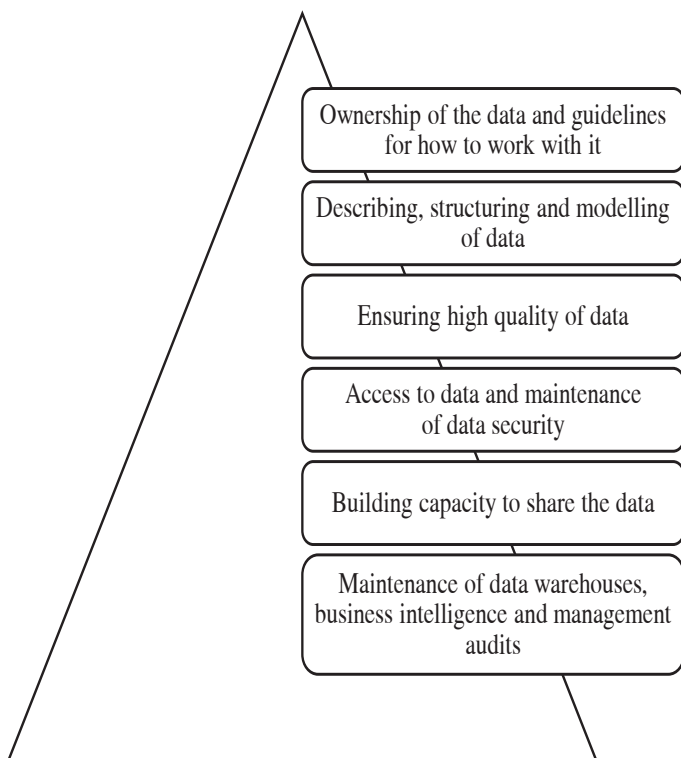 Ownership of the data and guidelines
for how to work with it
Describing, structuring and modelling
of data
Ensuring high quality of data
Access to data and maintenance
of data security
Building capacity to share the data
Maintenance of data warehouses,
business intelligence and management
audits